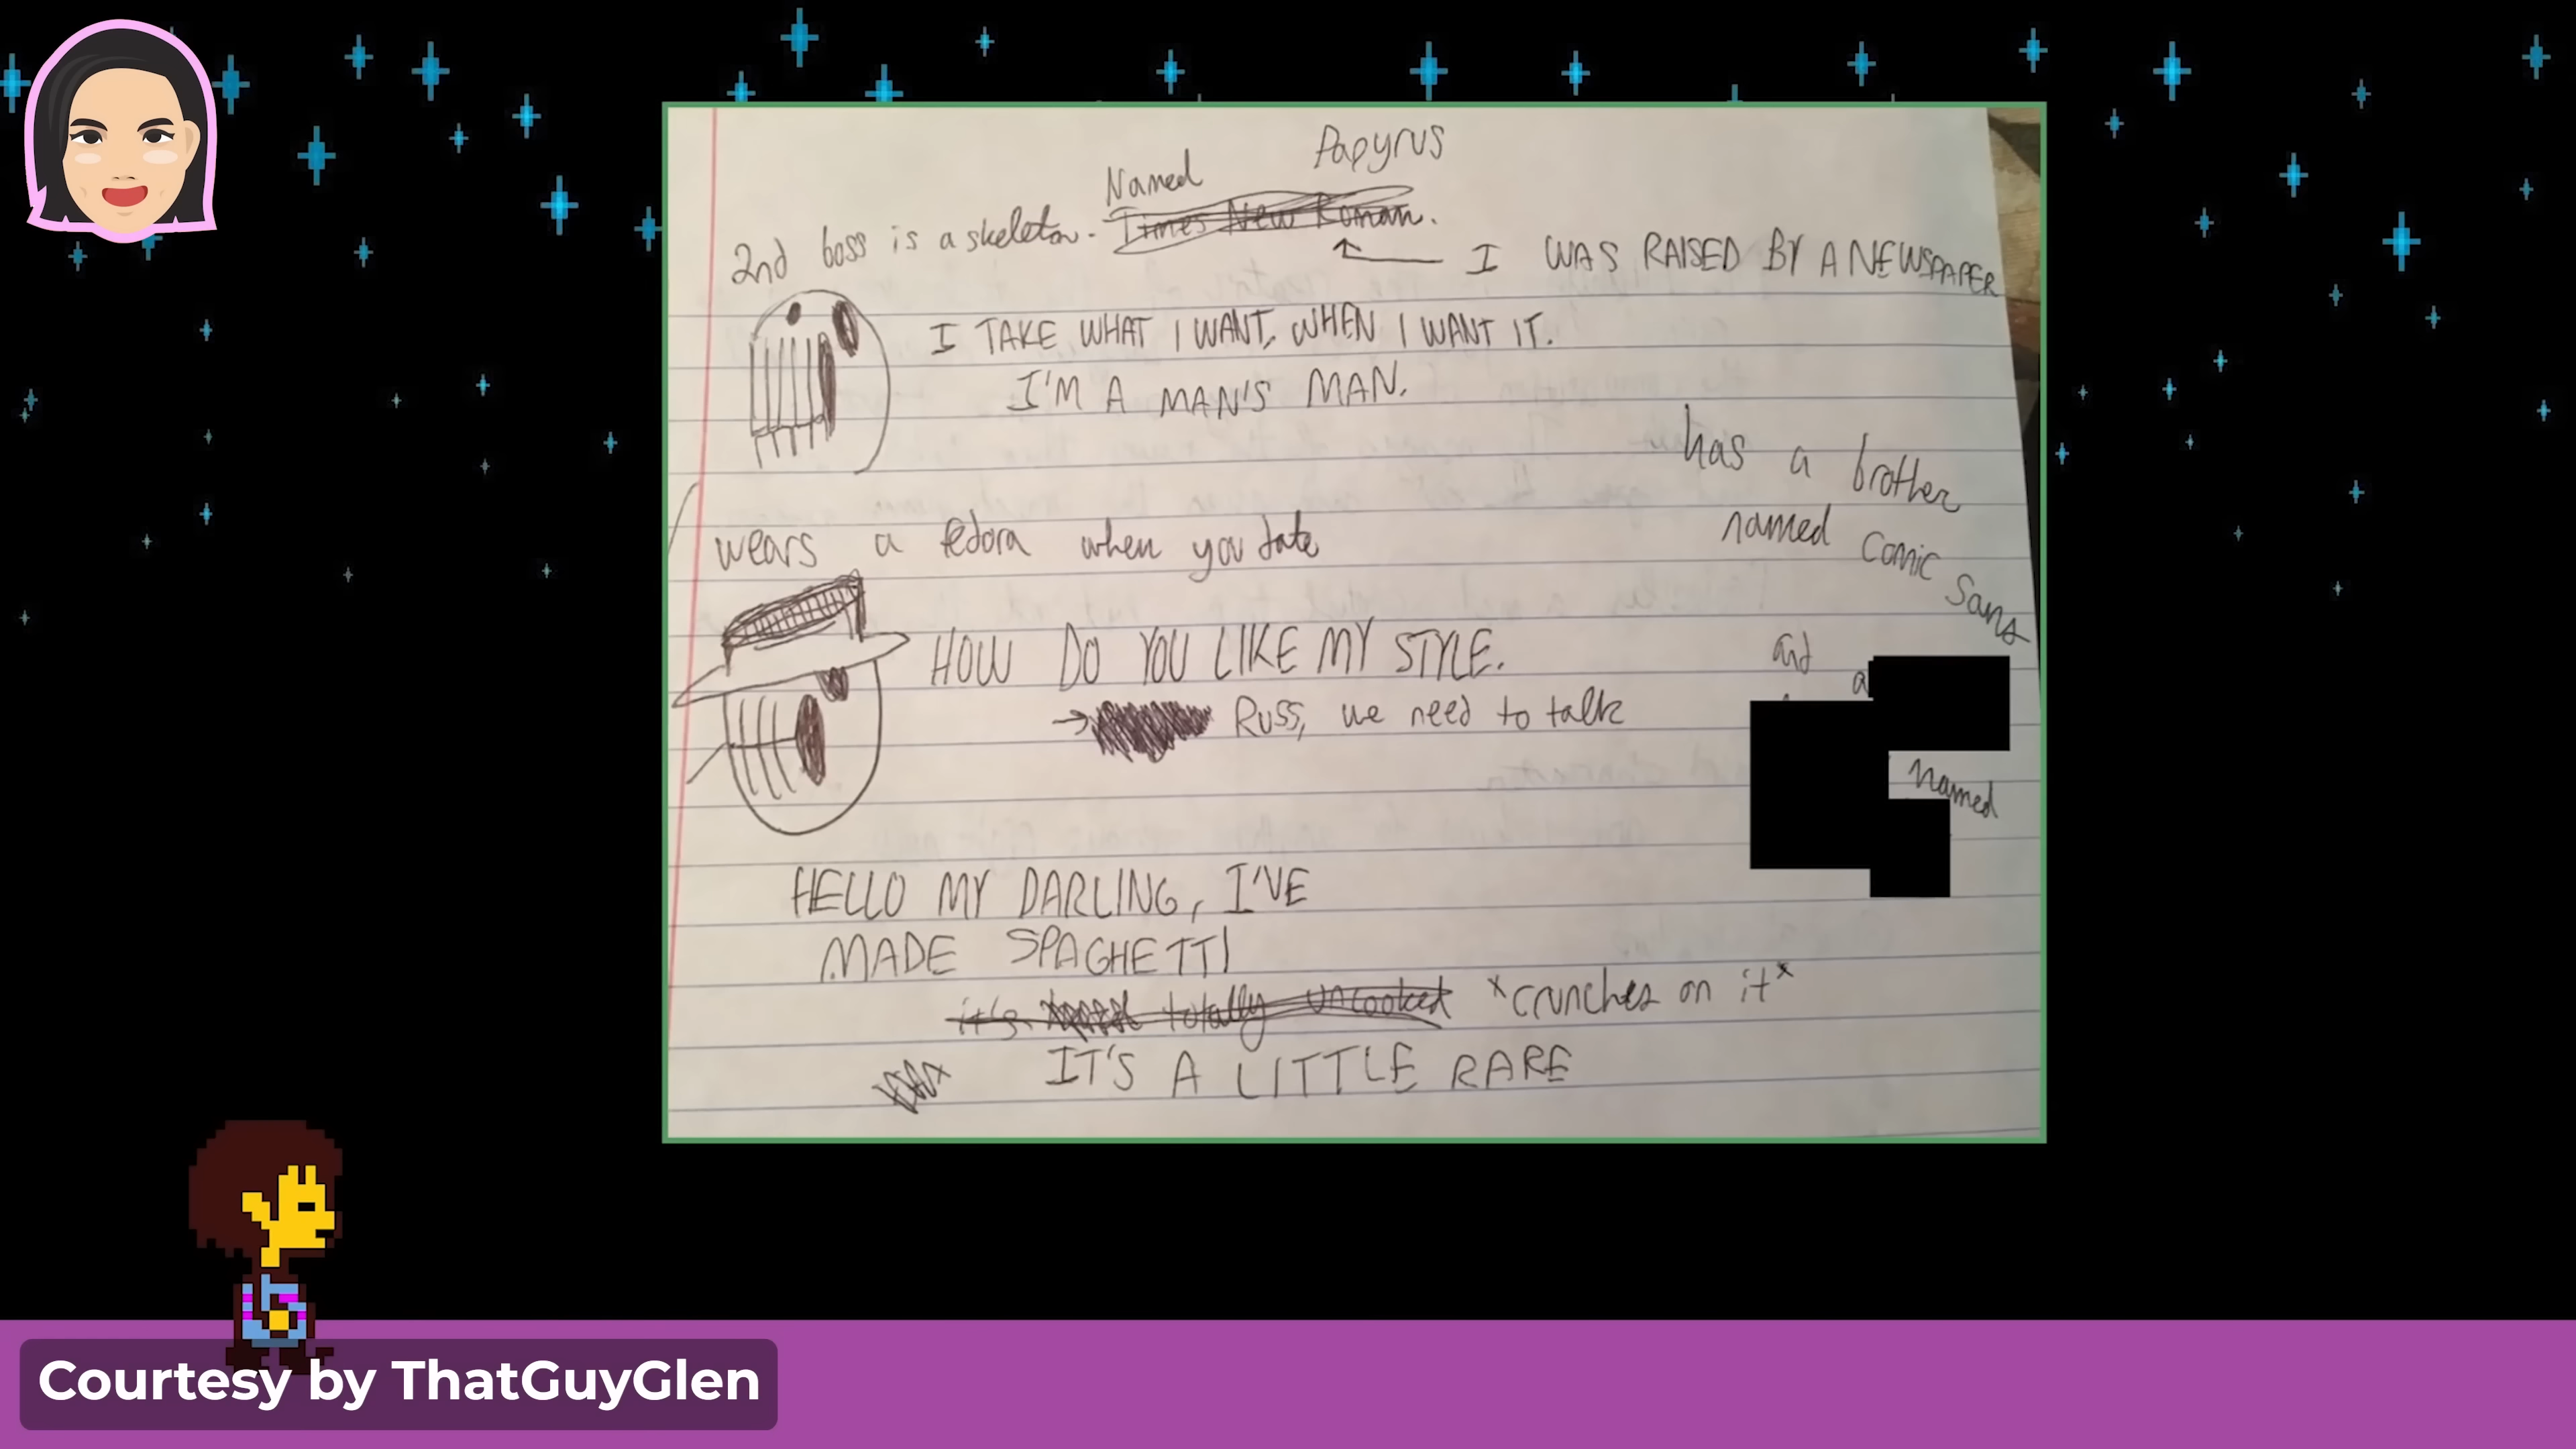 Named Papyrus
2nd boss is a skeleton. Times New Roman.
I WAS RAISED BY A NEWSPAPER
I TAKE WHAT I WANT, WHEN I WANT IT.
I'M A MAN'S MAN.
has a brother
named Comic Sans
and a
named
wears a fedora when you date
HOW DO YOU LIKE MY STYLE.
Russ, we need to talk
HELLO MY DARLING, I'VE
MADE SPAGHETTI
it's totally uncooked *crunches on it*
IT'S A LITTLE RARE
Courtesy by ThatGuyGlen